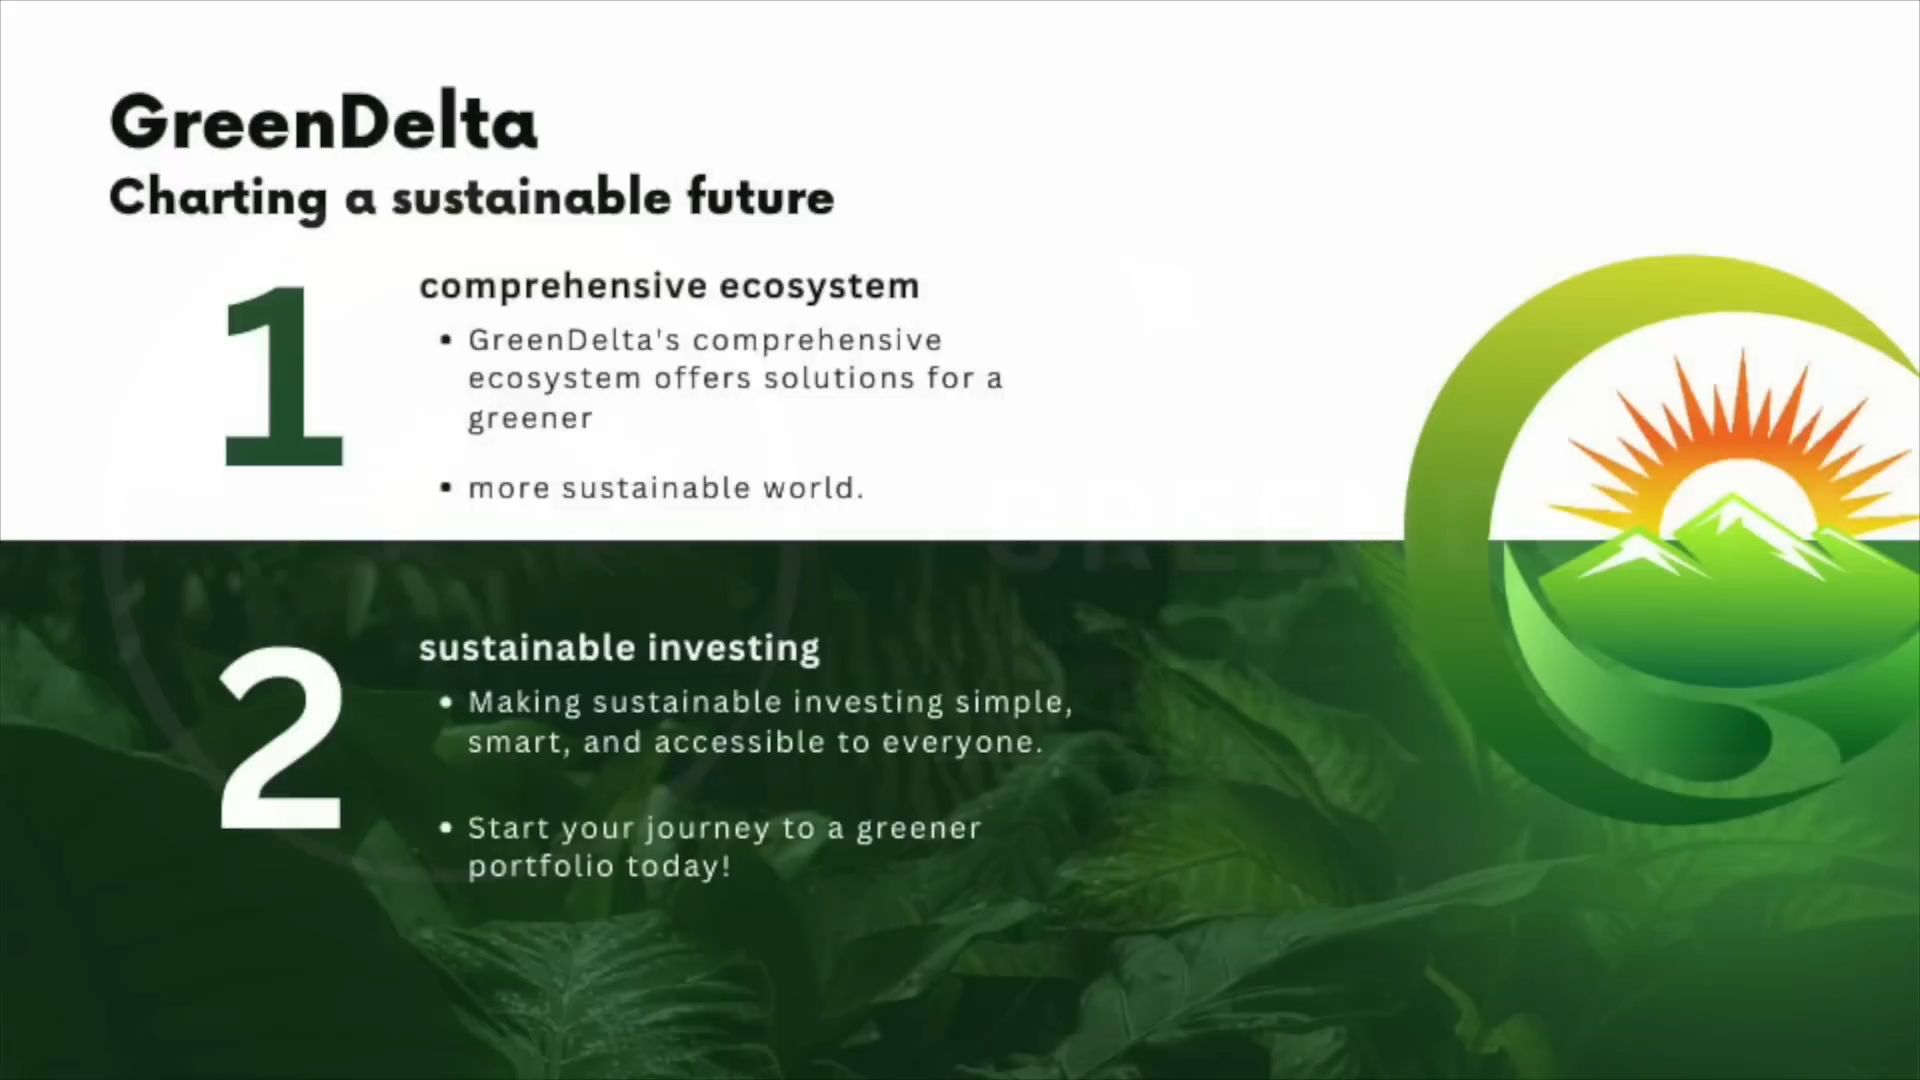 GreenDelta
Charting a sustainable future
1
comprehensive ecosystem
• GreenDelta's comprehensive
ecosystem offers solutions for a
greener
• more sustainable world.
2
sustainable investing
• Making sustainable investing simple,
smart, and accessible to everyone.
• Start your journey to a greener
portfolio today!